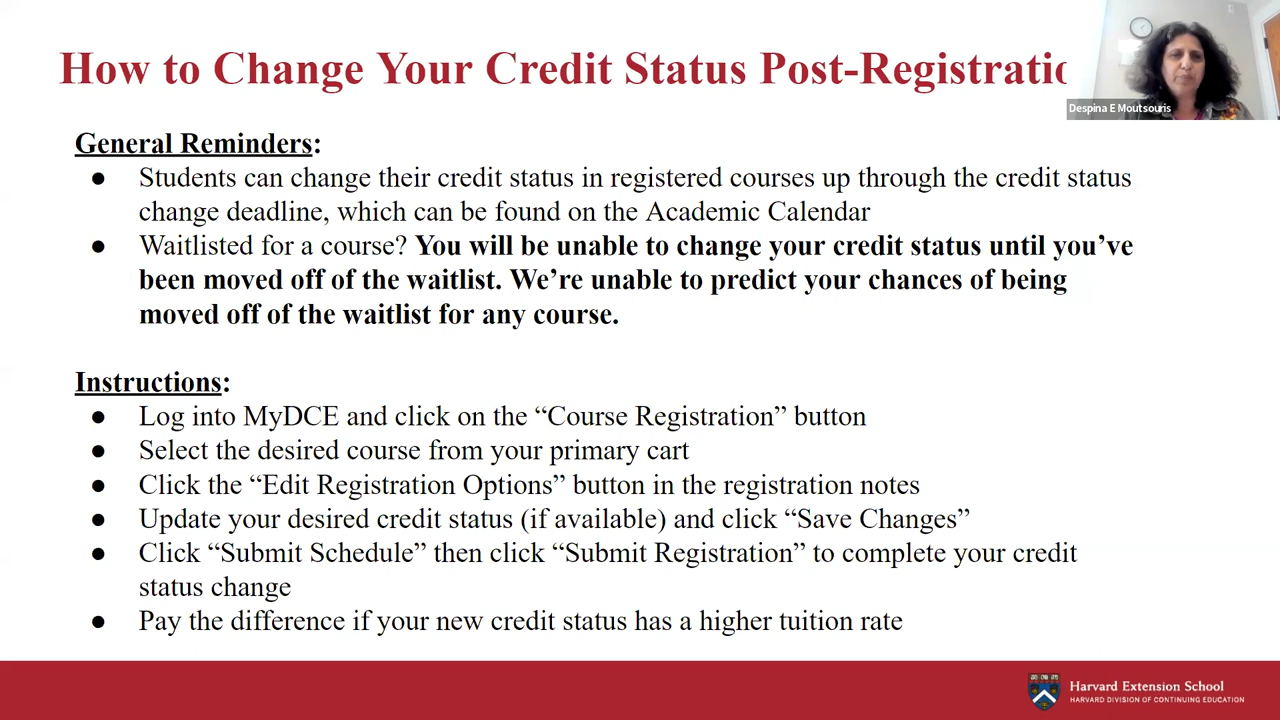 How to Change Your Credit Status Post-Registratio
Despina E Moutsouris
General Reminders:
● Students can change their credit status in registered courses up through the credit status
change deadline, which can be found on the Academic Calendar
● Waitlisted for a course? You will be unable to change your credit status until you’ve
been moved off of the waitlist. We’re unable to predict your chances of being
moved off of the waitlist for any course.
Instructions:
● Log into MyDCE and click on the “Course Registration” button
● Select the desired course from your primary cart
● Click the “Edit Registration Options” button in the registration notes
● Update your desired credit status (if available) and click “Save Changes”
● Click “Submit Schedule” then click “Submit Registration” to complete your credit
status change
● Pay the difference if your new credit status has a higher tuition rate
Harvard Extension School
HARVARD DIVISION OF CONTINUING EDUCATION